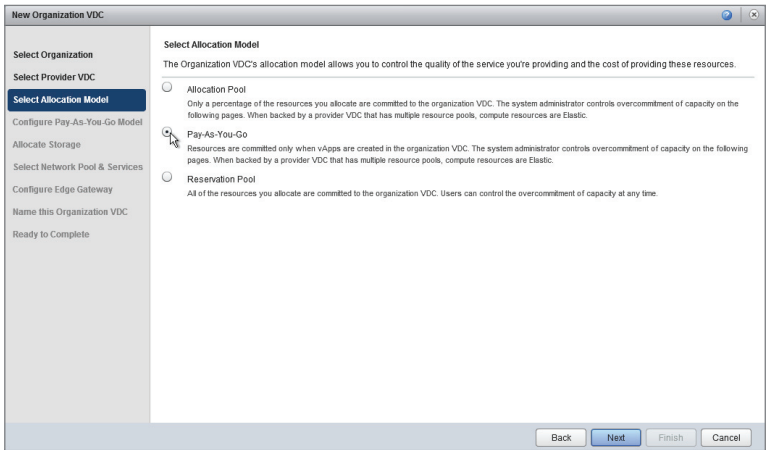 New Organization VDC
Select Organization
Select Provider VDC
Select Allocation Model
Configure Pay-As-You-Go Model
Allocate Storage
Select Network Pool & Services
Configure Edge Gateway
Name this Organization VDC
Ready to Complete
Select Allocation Model
The Organization VDC's allocation model allows you to control the quality of the service you're providing and the cost of providing these resources.
Allocation Pool
Only a percentage of the resources you allocate are committed to the organization VDC. The system administrator controls overcommitment of capacity on the
following pages. When backed by a provider VDC that has multiple resource pools, compute resources are Elastic.
Pay-As-You-Go
Resources are committed only when vApps are created in the organization VDC. The system administrator controls overcommitment of capacity on the following
pages. When backed by a provider VDC that has multiple resource pools, compute resources are Elastic.
Reservation Pool
All of the resources you allocate are committed to the organization VDC. Users can control the overcommitment of capacity at any time.
Back Next Finish Cancel